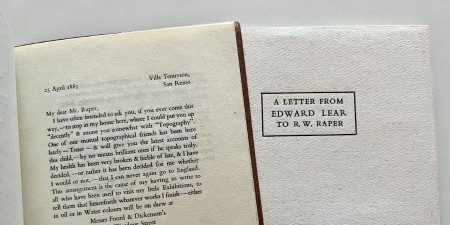 25 April 1885
Villa Tennyson,
San Remo
My dear Mr. Raper,
I have often intended to ask you, if you ever come this
way,—to stop at my house here, where I could put you up
"decently" & amuse you somewhat with "Topography".
One of our mutual topographical friends has been here
lately—Tozer—& will give you the latest accounts of
this child,—by no means brilliant ones if he speaks truly.
My health has been very broken & feeble of late, & I have
decided,—or rather it has been decided for me whether
I would or not,—that I can never again go to England.
This arrangement is the cause of my having to write to
all who have been used to visit my little Exhibitions, to
tell them that henceforth whatever works I finish—either
in oil or in Water colours will be on shew at
Messrs Foord & Dickenson's
Street
A LETTER FROM
EDWARD LEAR
TO R. W. RAPER